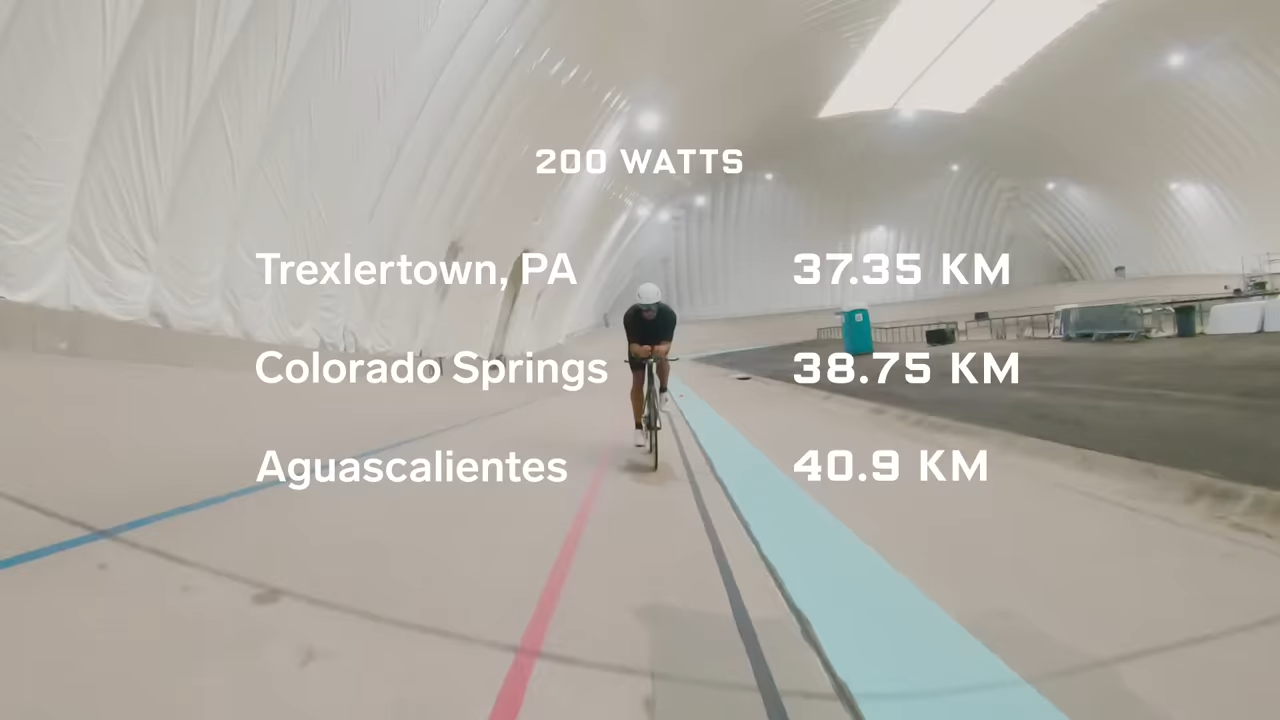 200 WATTS
Trexlertown, PA 37.35 KM
Colorado Springs 38.75 KM
Aguascalientes 40.9 KM